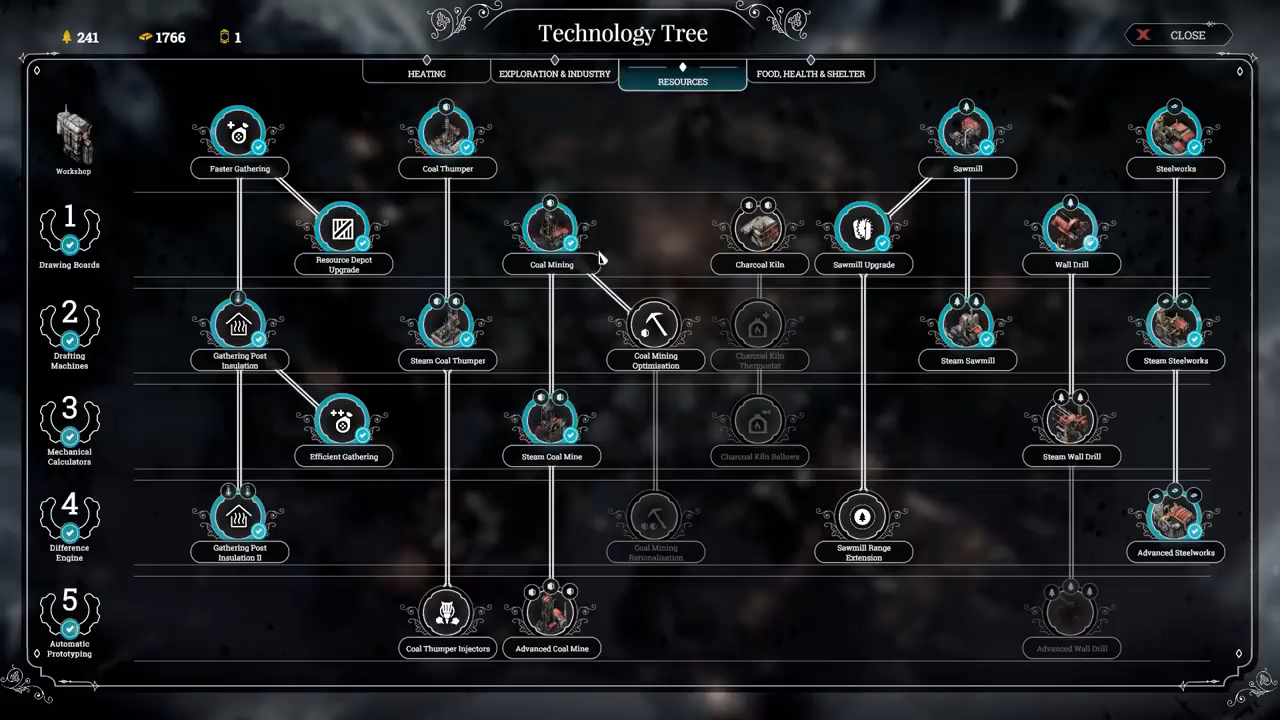 241
1766
1
Technology Tree
CLOSE
HEATING
EXPLORATION & INDUSTRY
RESOURCES
FOOD, HEALTH & SHELTER
Workshop
Faster Gathering
Coal Thumper
Sawmill
Steelworks
1
Drawing Boards
Resource Depot
Upgrade
Coal Mining
Charcoal Kiln
Sawmill Upgrade
Wall Drill
2
Drafting
Machines
Gathering Post
Insulation
Steam Coal Thumper
Coal Mining
Optimisation
Charcoal Kiln
Thermostat
Steam Sawmill
Steam Steelworks
3
Mechanical
Calculators
Efficient Gathering
Steam Coal Mine
Charcoal Kiln Bellows
Steam Wall Drill
4
Difference
Engine
Gathering Post
Insulation II
Coal Mining
Rationalisation
Sawmill Range
Extension
Advanced Steelworks
5
Automatic
Prototyping
Coal Thumper Injectors
Advanced Coal Mine
Advanced Wall Drill